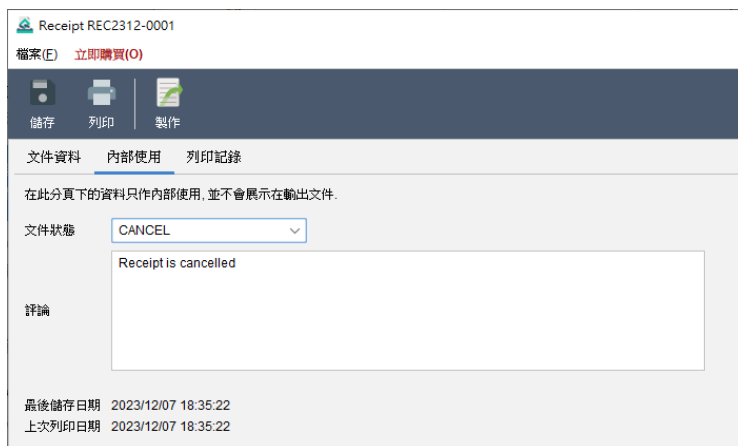 Receipt REC2312-0001
檔案(F) 立即購買(O)
儲存 列印 製作
文件資料 內部使用 列印記錄
在此分頁下的資料只作內部使用, 並不會展示在輸出文件.
文件狀態 CANCEL
Receipt is cancelled
評論
最後儲存日期 2023/12/07 18:35:22
上次列印日期 2023/12/07 18:35:22